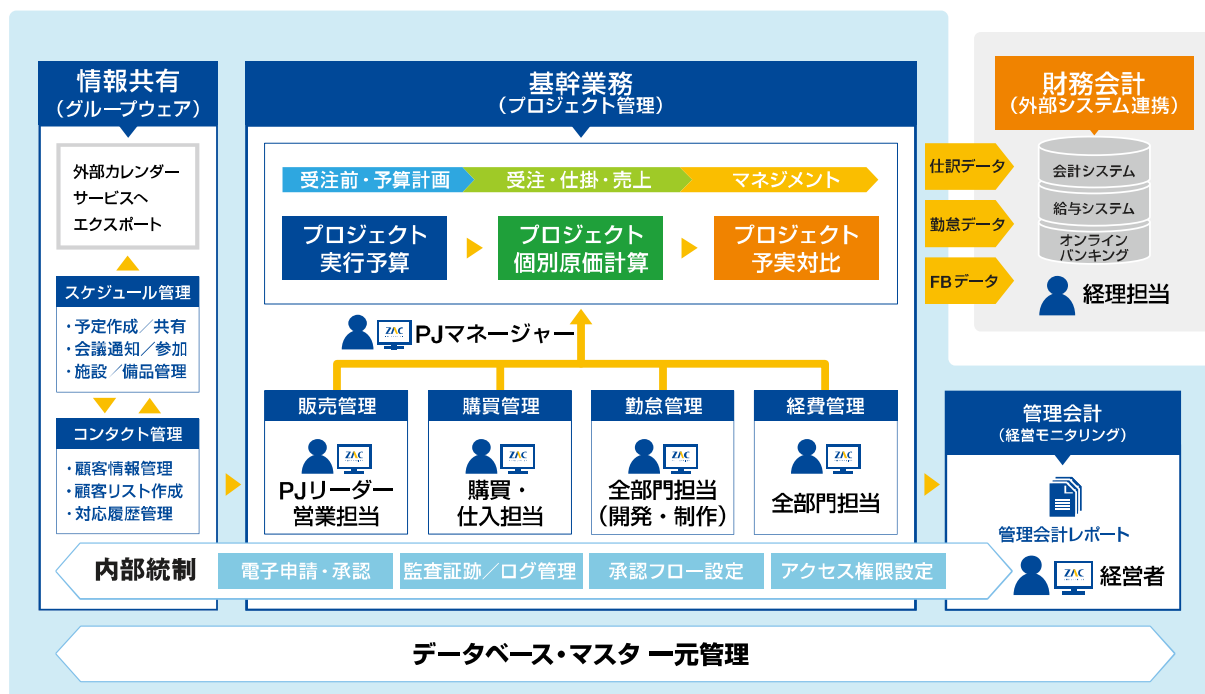 情報共有
（グループウェア）
外部カレンダー
サービスへ
エクスポート
スケジュール管理
・予定作成／共有
・会議通知／参加
・施設／備品管理
コンタクト管理
・顧客情報管理
・顧客リスト作成
・対応履歴管理
基幹業務
（プロジェクト管理）
受注前・予算計画
受注・仕掛・売上
マネジメント
プロジェクト
実行予算
プロジェクト
個別原価計算
プロジェクト
予実対比
ZAC
PJマネージャー
販売管理
ZAC
PJリーダー
営業担当
購買管理
ZAC
購買・
仕入担当
勤怠管理
ZAC
全部門担当
（開発・制作）
経費管理
ZAC
全部門担当
仕訳データ
勤怠データ
FBデータ
財務会計
（外部システム連携）
会計システム
給与システム
オンライン
バンキング
経理担当
管理会計
（経営モニタリング）
管理会計レポート
ZAC
経営者
内部統制
電子申請・承認
監査証跡／ログ管理
承認フロー設定
アクセス権限設定
データベース・マスタ 一元管理